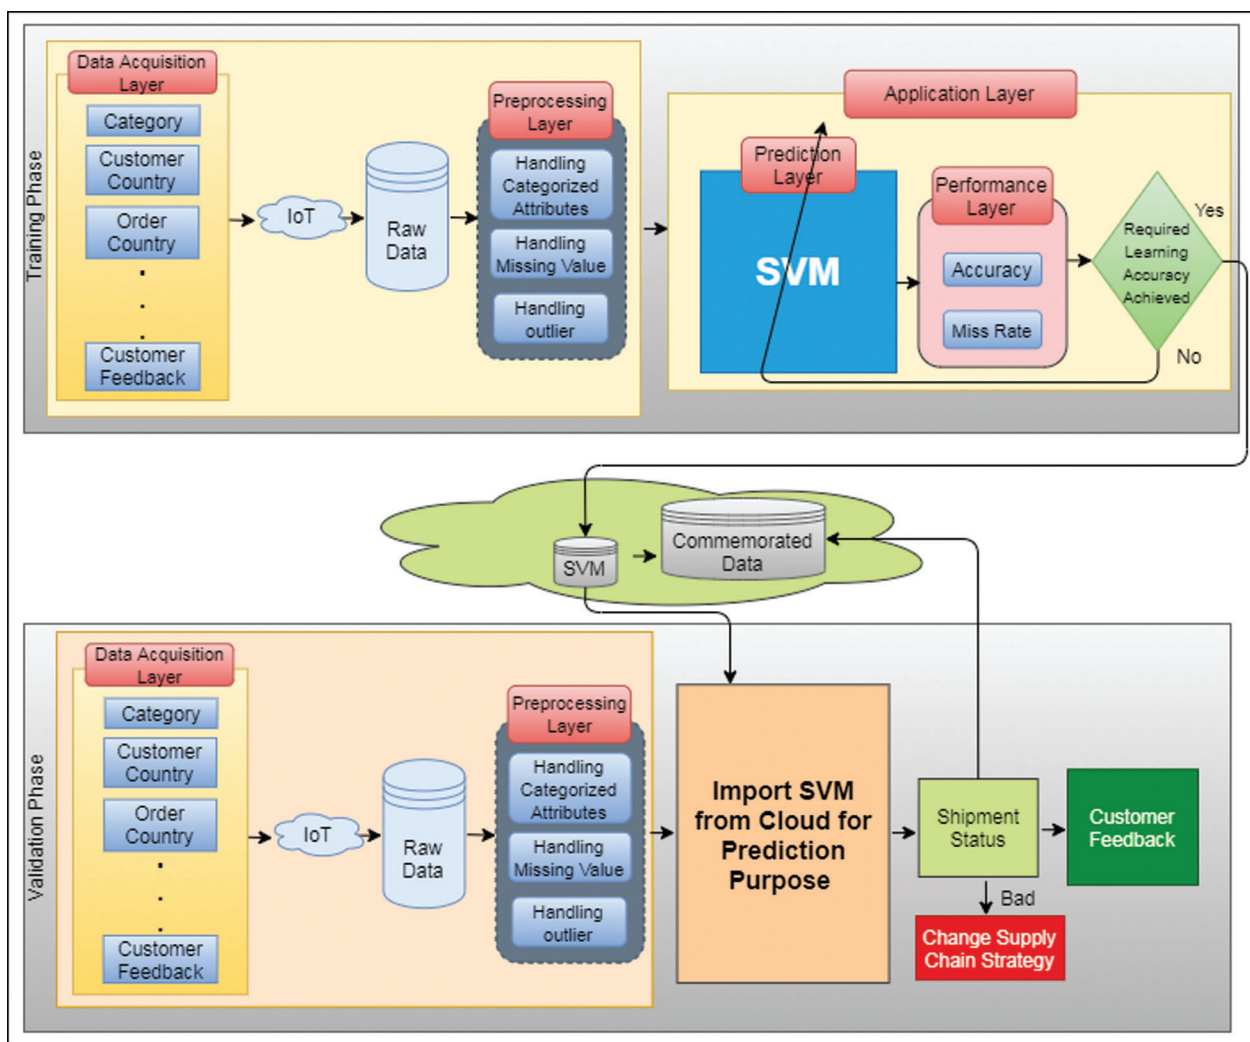 Training Phase
Data Acquisition
Layer
Category
Customer
Country
Order
Country
Customer
Feedback
IoT
Raw
Data
Preprocessing
Layer
Handling
Categorized
Attributes
Handling
Missing Value
Handling
outlier
Application Layer
Prediction
Layer
SVM
Performance
Layer
Accuracy
Miss Rate
Required
Learning
Accuracy
Achieved
Yes
No
SVM
Commemorated
Data
Validation Phase
Data Acquisition
Layer
Category
Customer
Country
Order
Country
Customer
Feedback
IoT
Raw
Data
Preprocessing
Layer
Handling
Categorized
Attributes
Handling
Missing Value
Handling
outlier
Import SVM
from Cloud for
Prediction
Purpose
Shipment
Status
Customer
Feedback
Bad
Change Supply
Chain Strategy